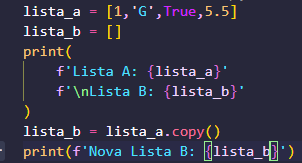 lista_a = [1,'G',True,5.5]
lista_b = []
print(
    f'Lista A: {lista_a}'
    f'\nLista B: {lista_b}'
)
lista_b = lista_a.copy()
print(f'Nova Lista B: {lista_b}')